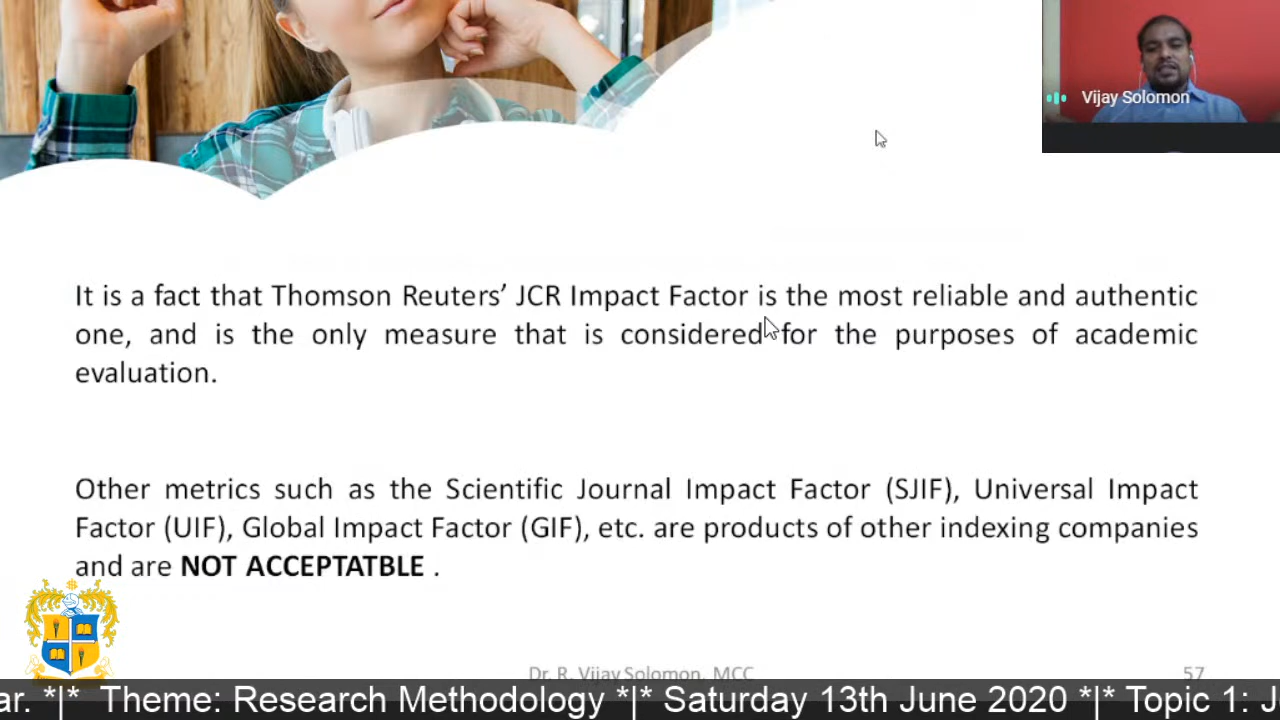 Vijay Solomon
It is a fact that Thomson Reuters’ JCR Impact Factor is the most reliable and authentic
one, and is the only measure that is considered for the purposes of academic
evaluation.
Other metrics such as the Scientific Journal Impact Factor (SJIF), Universal Impact
Factor (UIF), Global Impact Factor (GIF), etc. are products of other indexing companies
and are NOT ACCEPTATBLE .
Dr. R. Vijay Solomon, MCC
57
ar. *|* Theme: Research Methodology *|* Saturday 13th June 2020 *|* Topic 1: J